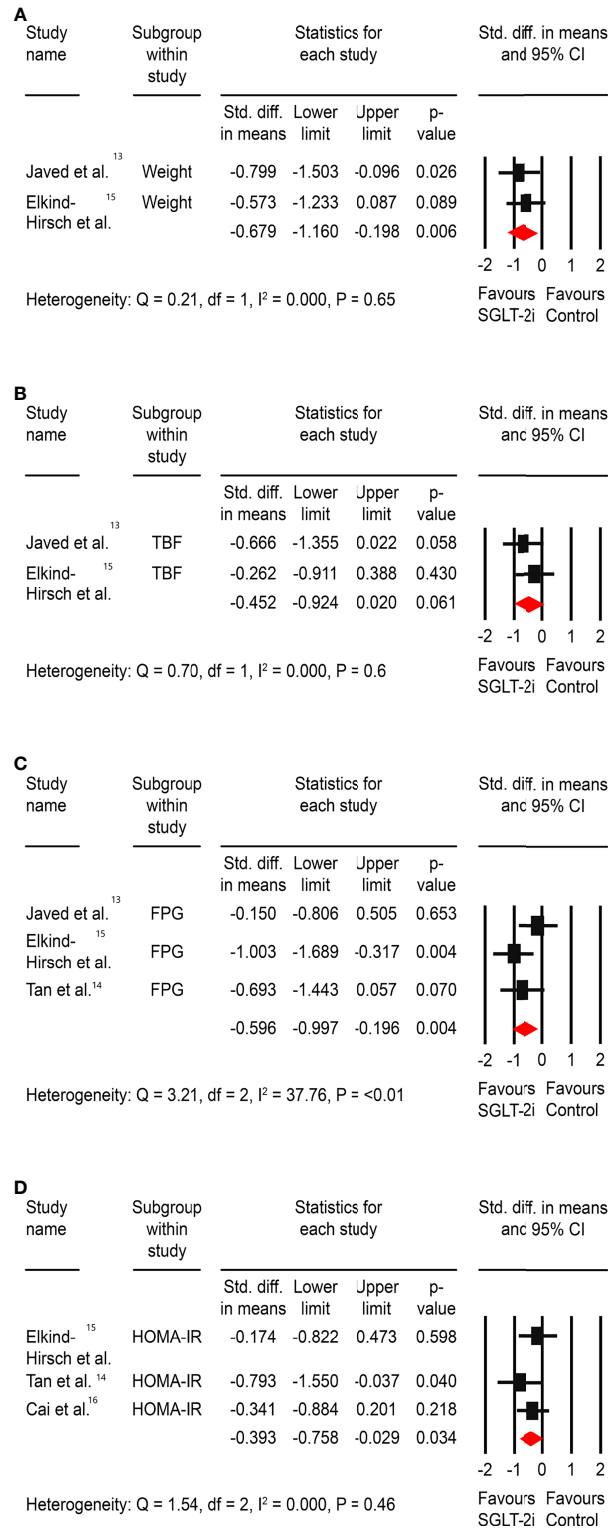 A
Study Subgroup Statistics for Std. diff. in means
name within each study and 95% CI
study
Std. diff. Lower Upper p-
in means limit limit value
Javed et al. 13 Weight -0.799 -1.503 -0.096 0.026
Elkind- 15 Weight -0.573 -1.233 0.087 0.089
Hirsch et al.
-0.679 -1.160 -0.198 0.006
-2 -1 0 1 2
Heterogeneity: Q = 0.21, df = 1, I² = 0.000, P = 0.65
Favours Favours
SGLT-2i Control
B
Study Subgroup Statistics for Std. diff. in means
name within each study and 95% CI
study
Std. diff. Lower Upper p-
in means limit limit value
Javed et al. 13 TBF -0.666 -1.355 0.022 0.058
Elkind- 15 TBF -0.262 -0.911 0.388 0.430
Hirsch et al.
-0.452 -0.924 0.020 0.061
-2 -1 0 1 2
Heterogeneity: Q = 0.70, df = 1, I² = 0.000, P = 0.6
Favours Favours
SGLT-2i Control
C
Study Subgroup Statistics for Std. diff. in means
name within each study and 95% CI
study
Std. diff. Lower Upper p-
in means limit limit value
Javed et al. 13 FPG -0.150 -0.806 0.505 0.653
Elkind- 15 FPG -1.003 -1.689 -0.317 0.004
Hirsch et al.
Tan et al. 14 FPG -0.693 -1.443 0.057 0.070
-0.596 -0.997 -0.196 0.004
-2 -1 0 1 2
Heterogeneity: Q = 3.21, df = 2, I² = 37.76, P = <0.01
Favours Favours
SGLT-2i Control
D
Study Subgroup Statistics for Std. diff. in means
name within each study and 95% CI
study
Std. diff. Lower Upper p-
in means limit limit value
Elkind- 15 HOMA-IR -0.174 -0.822 0.473 0.598
Hirsch et al.
Tan et al. 14 HOMA-IR -0.793 -1.550 -0.037 0.040
Cai et al. 16 HOMA-IR -0.341 -0.884 0.201 0.218
-0.393 -0.758 -0.029 0.034
-2 -1 0 1 2
Heterogeneity: Q = 1.54, df = 2, I² = 0.000, P = 0.46
Favours Favours
SGLT-2i Control